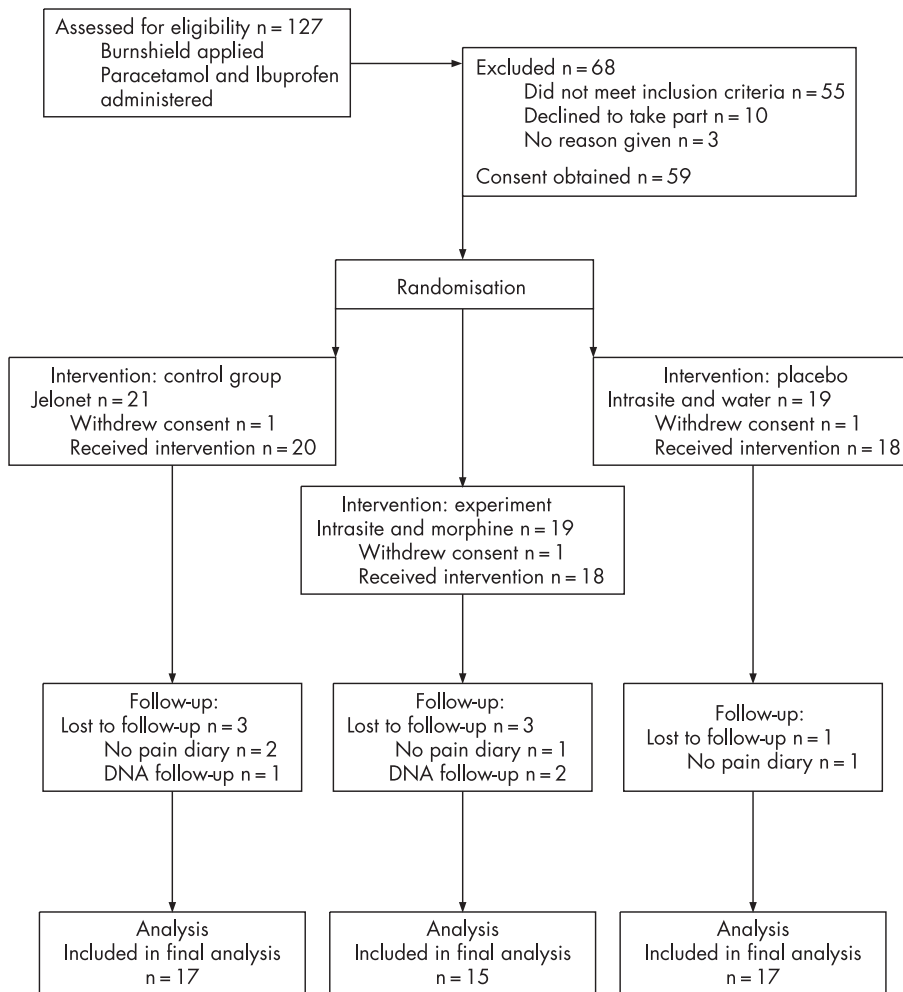 Assessed for eligibility n = 127
Burnshield applied
Paracetamol and Ibuprofen
administered
Excluded n = 68
Did not meet inclusion criteria n = 55
Declined to take part n = 10
No reason given n = 3
Consent obtained n = 59
Randomisation
Intervention: control group
Jelonet n = 21
Withdrew consent n = 1
Received intervention n = 20
Intervention: experiment
Intrasite and morphine n = 19
Withdrew consent n = 1
Received intervention n = 18
Intervention: placebo
Intrasite and water n = 19
Withdrew consent n = 1
Received intervention n = 18
Follow-up:
Lost to follow-up n = 3
No pain diary n = 2
DNA follow-up n = 1
Follow-up:
Lost to follow-up n = 3
No pain diary n = 1
DNA follow-up n = 2
Follow-up:
Lost to follow-up n = 1
No pain diary n = 1
Analysis
Included in final analysis
n = 17
Analysis
Included in final analysis
n = 15
Analysis
Included in final analysis
n = 17